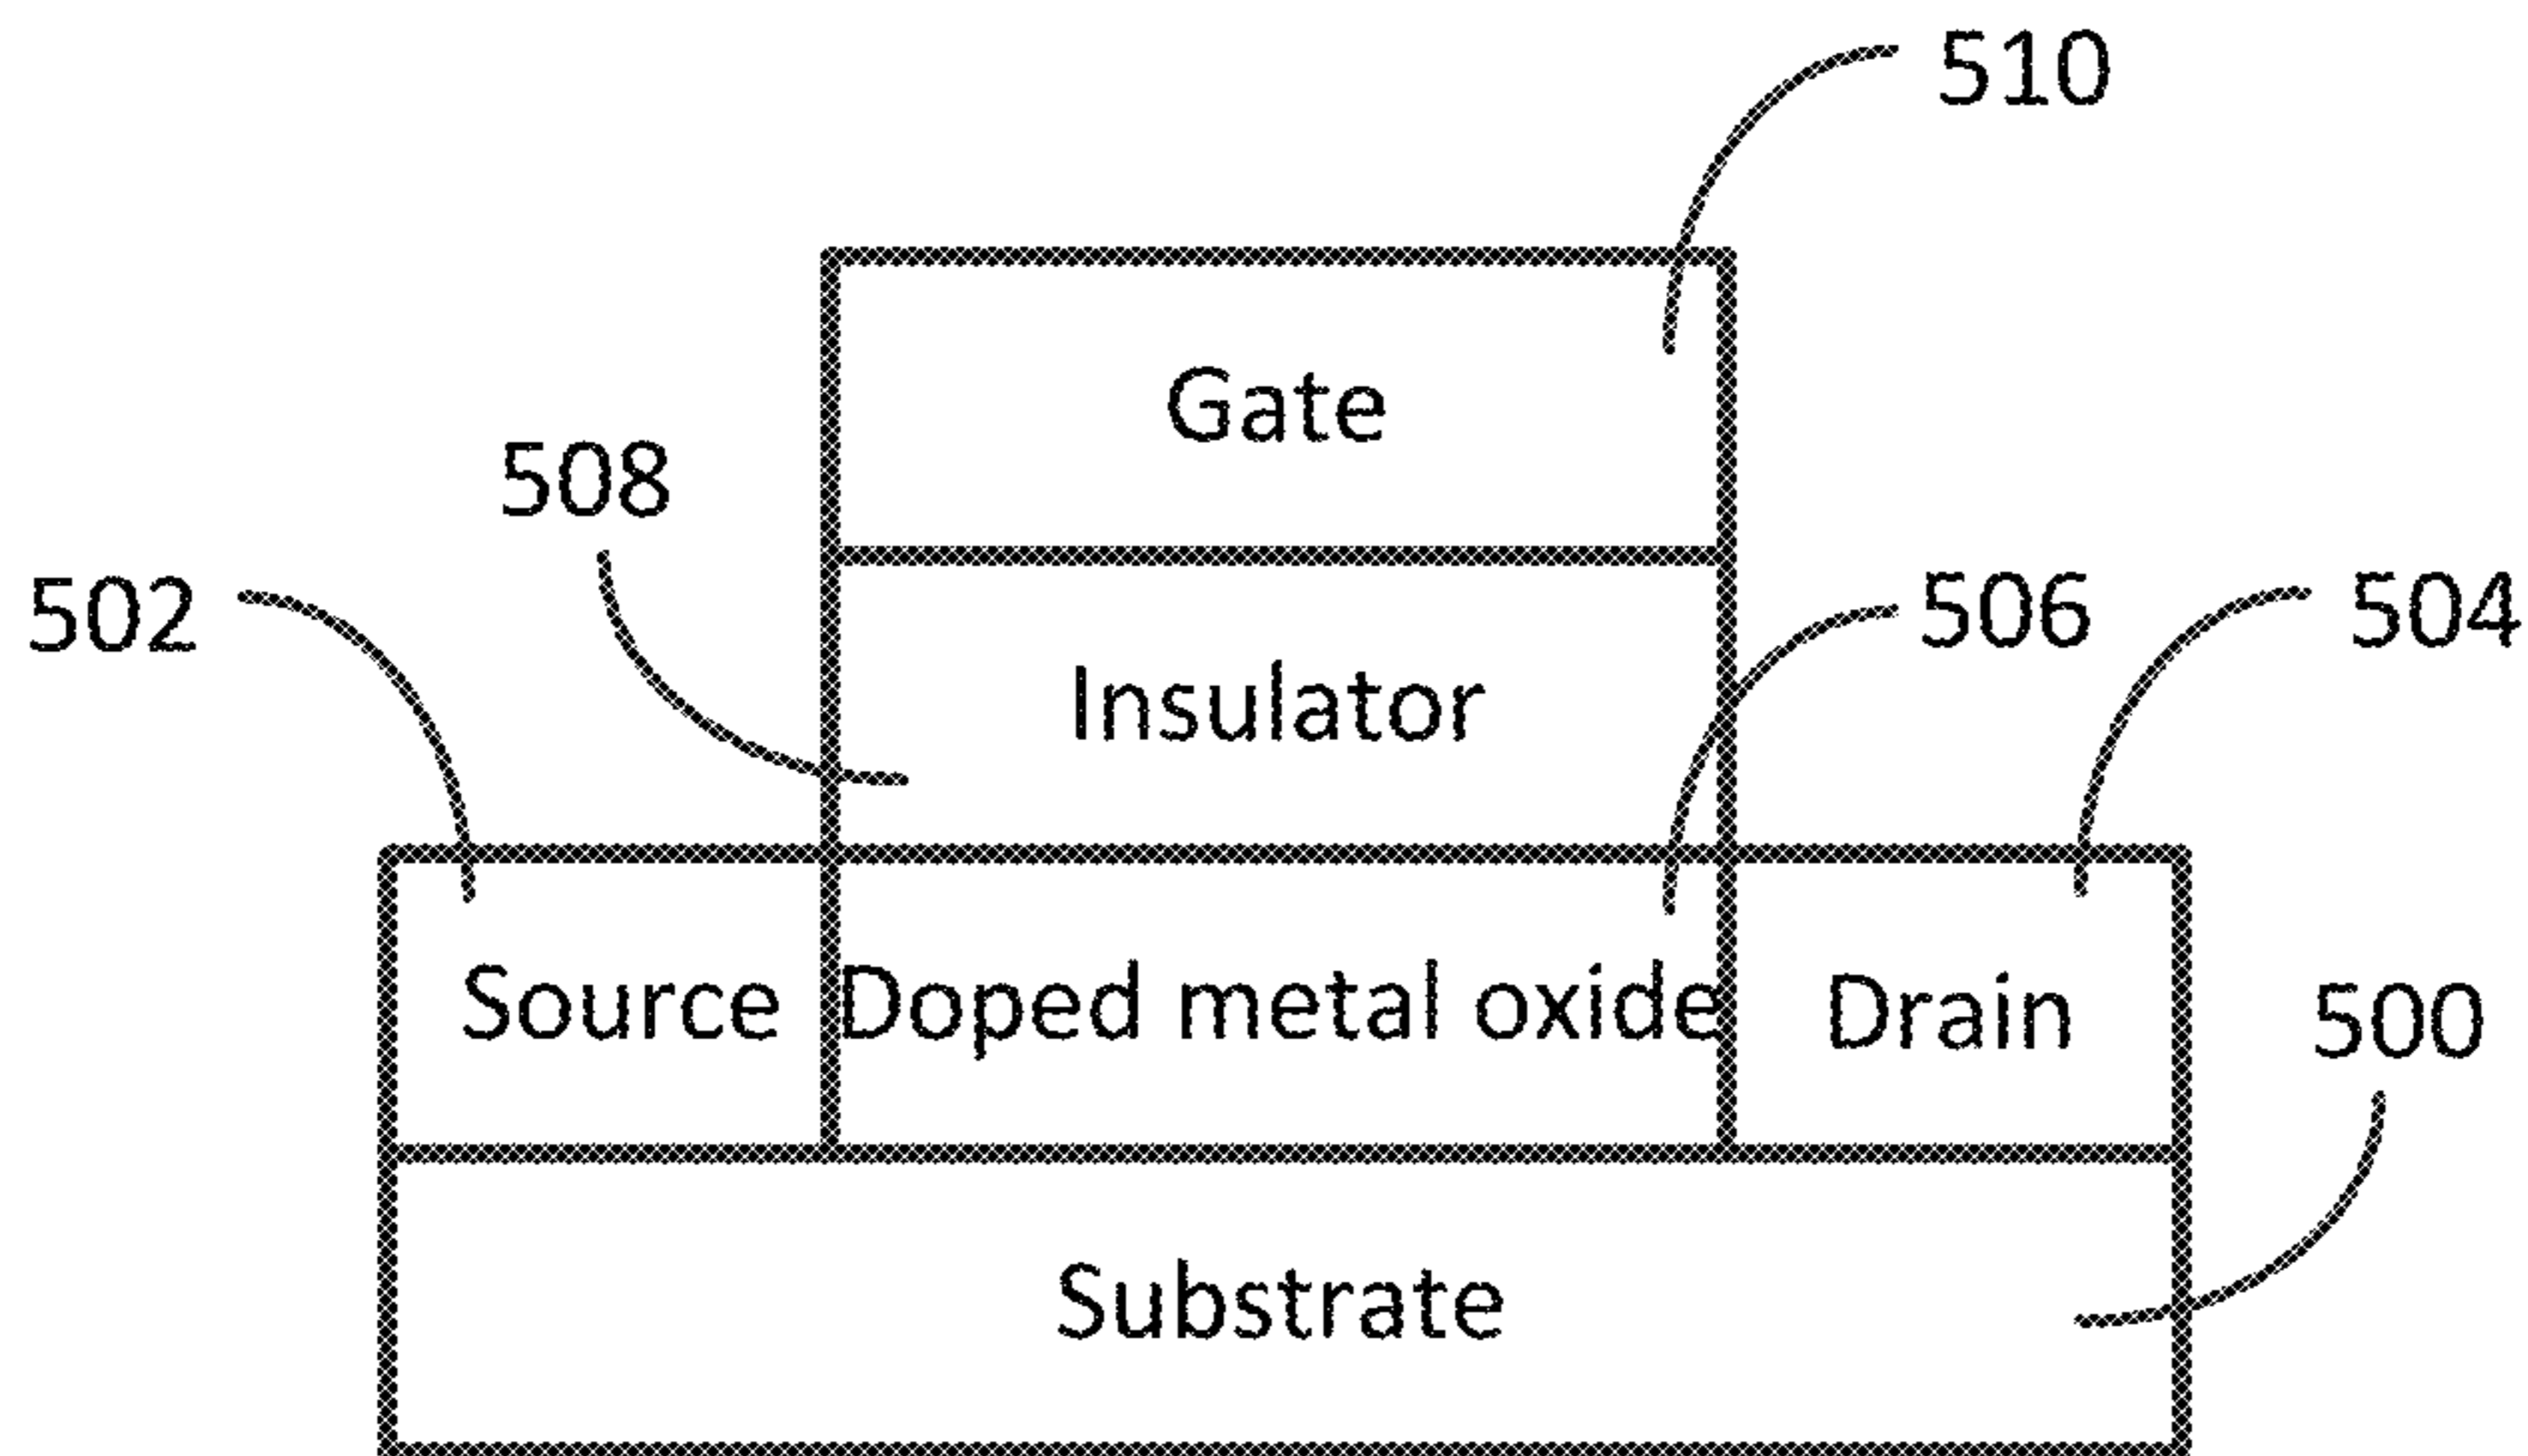 510
Gate
508
502
506
504
Insulator
Source
Doped metal oxide
Drain
500
Substrate